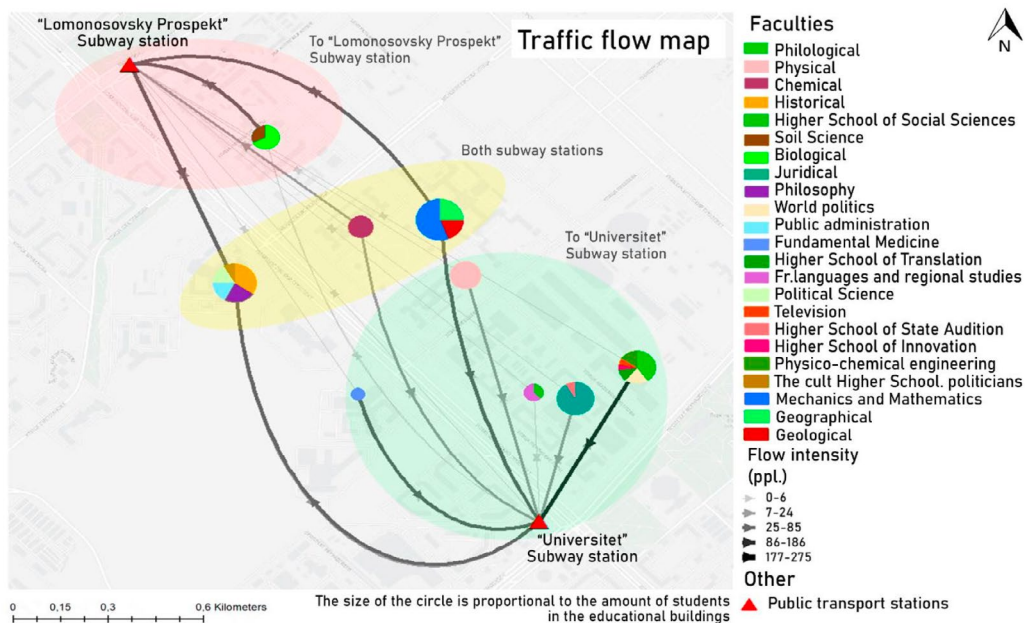 "Lomonosovsky Prospekt"
Subway station
To "Lomonosovsky Prospekt"
Subway station
Traffic flow map
Both subway stations
To "Universitet"
Subway station
"Universitet"
Subway station
0 0,15 0,3 0,6 Kilometers
The size of the circle is proportional to the amount of students
in the educational buildings
N
Faculties
Philological
Physical
Chemical
Historical
Higher School of Social Sciences
Soil Science
Biological
Juridical
Philosophy
World politics
Public administration
Fundamental Medicine
Higher School of Translation
Fr.languages and regional studies
Political Science
Television
Higher School of State Audition
Higher School of Innovation
Physico-chemical engineering
The cult Higher School. politicians
Mechanics and Mathematics
Geographical
Geological
Flow intensity
(ppl.)
0-6
7-24
25-85
86-186
177-275
Other
Public transport stations